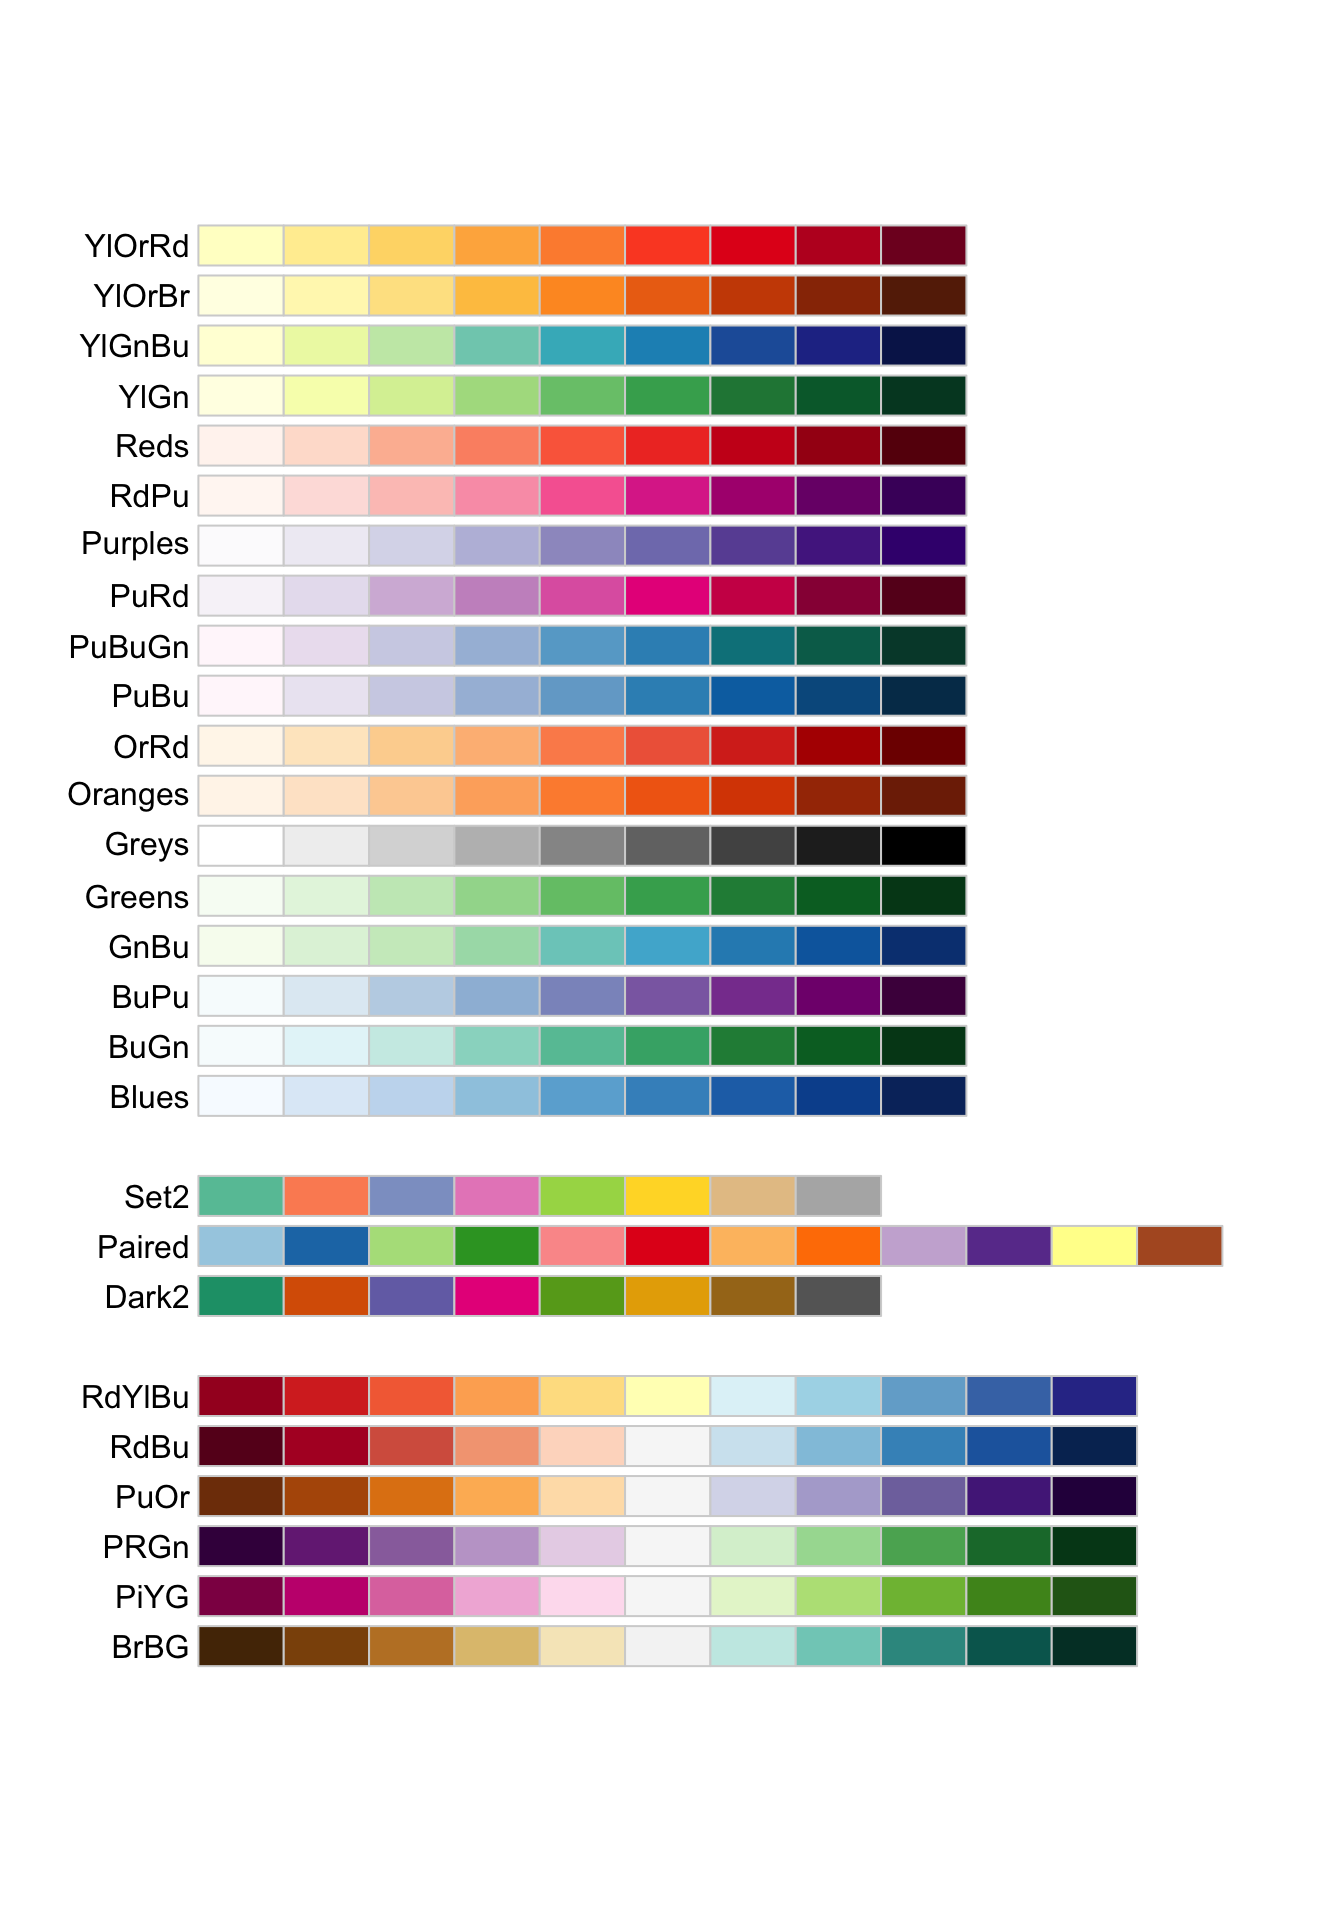 YlOrRd
YlOrBr
YlGnBu
YlGn
Reds
RdPu
Purples
PuRd
PuBuGn
PuBu
OrRd
Oranges
Greys
Greens
GnBu
BuPu
BuGn
Blues
Set2
Paired
Dark2
RdYlBu
RdBu
PuOr
PRGn
PiYG
BrBG